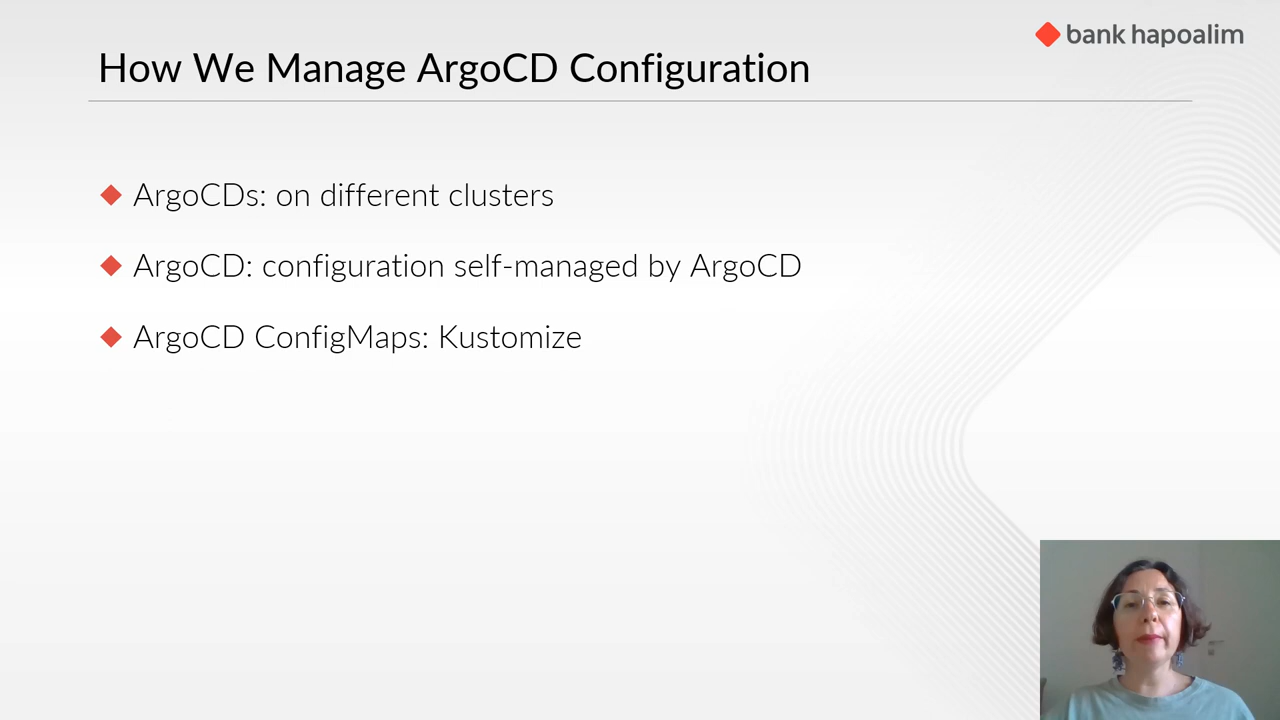 bank hapoalim
How We Manage ArgoCD Configuration
ArgoCDs: on different clusters
ArgoCD: configuration self-managed by ArgoCD
ArgoCD ConfigMaps: Kustomize